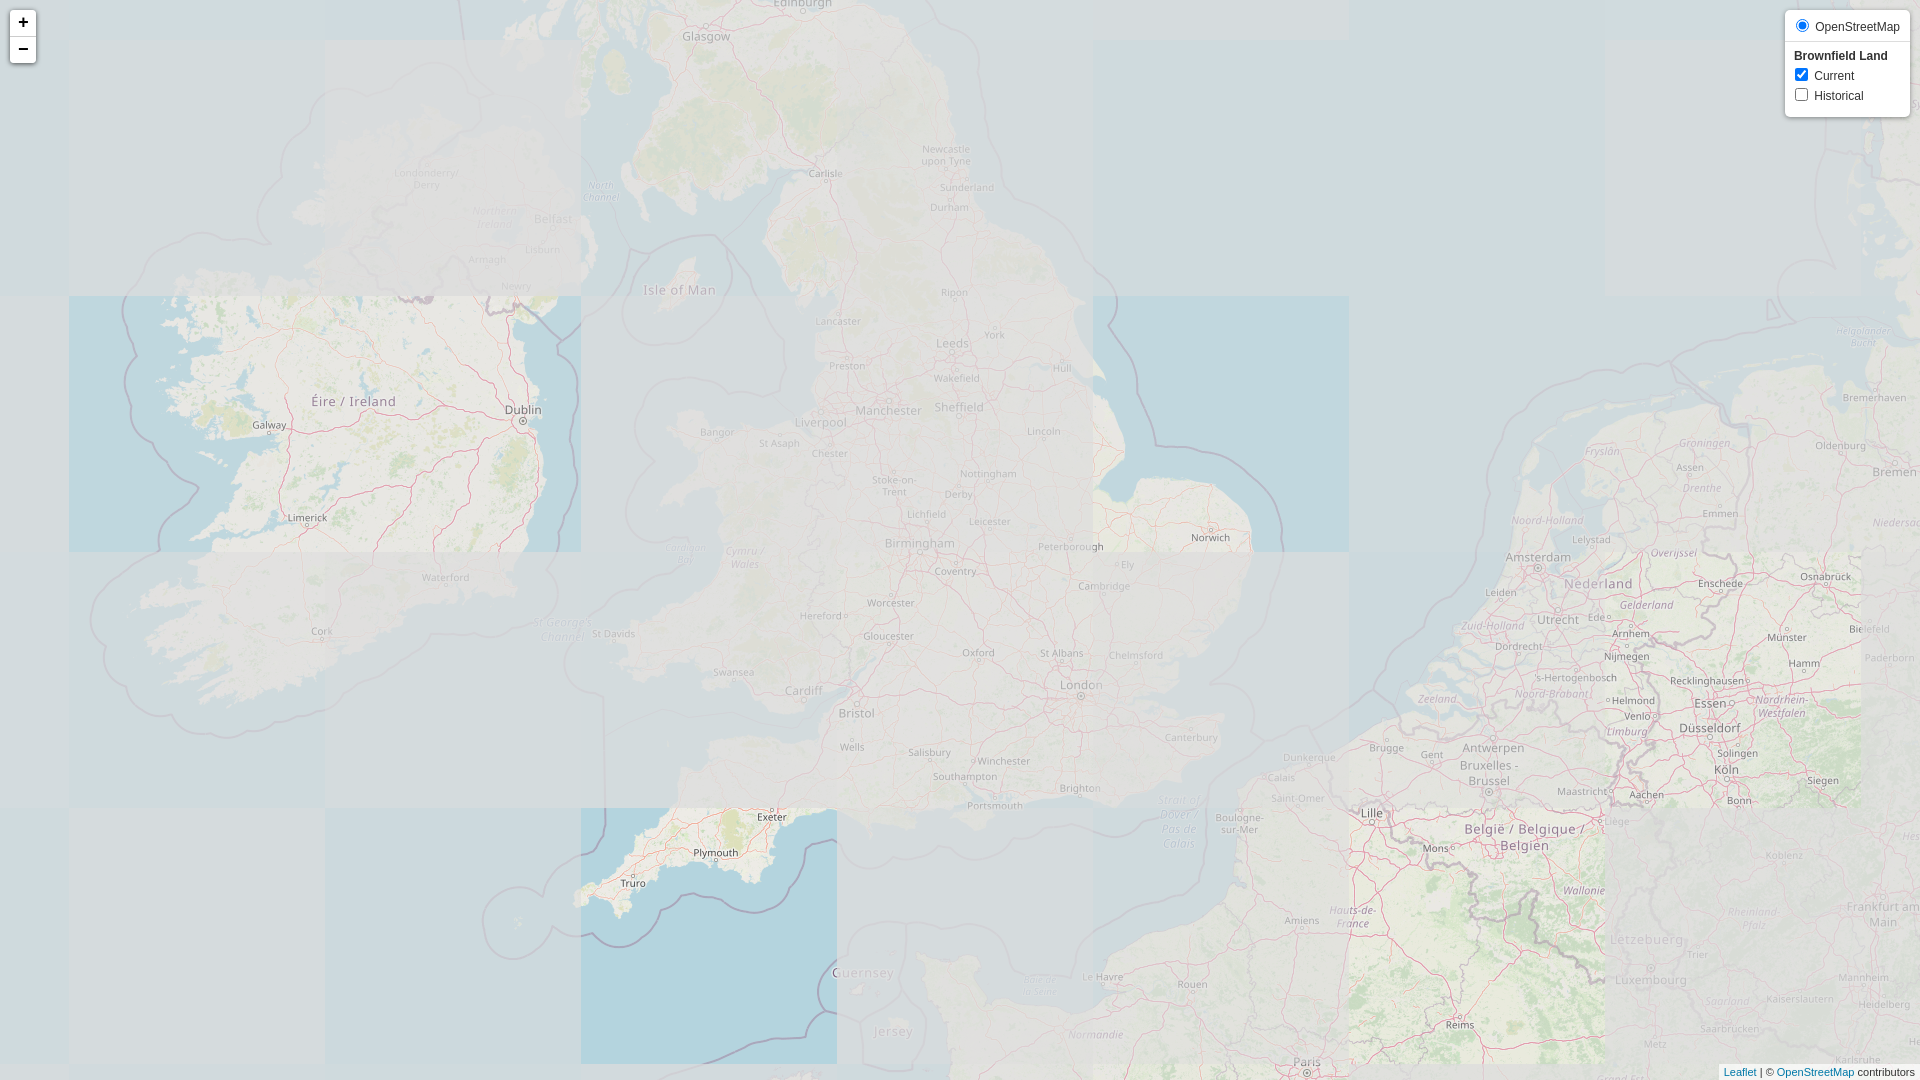 +
−
OpenStreetMap
Brownfield Land
Current
Historical
Edinburgh
Glasgow
Newcastle
upon Tyne
Carlisle
Sunderland
Durham
Londonderry/
Derry
North
Channel
Northern
Ireland
Belfast
Lisburn
Armagh
Newry
Isle of Man
Ripon
Lancaster
York
Leeds
Preston
Hull
Wakefield
Éire / Ireland
Dublin
Galway
Manchester
Sheffield
Liverpool
Bangor
St Asaph
Lincoln
Chester
Nottingham
Stoke-on-
Trent
Derby
Limerick
Lichfield
Leicester
Norwich
Birmingham
Peterborough
Cymru /
Wales
Ely
Coventry
Waterford
Cambridge
Worcester
Hereford
Cork
St George's
Channel
St Davids
Gloucester
Oxford
St Albans
Chelmsford
Swansea
Cardiff
London
Bristol
Wells
Salisbury
Winchester
Canterbury
Southampton
Brighton
Portsmouth
Exeter
Plymouth
Truro
Strait of
Dover /
Pas de
Calais
Guernsey
Jersey
Helgoländer
Bucht
Bremerhaven
Groningen
Oldenburg
Fryslân
Assen
Bremen
Drenthe
Emmen
Noord-Holland
Lelystad
Amsterdam
Overijssel
Nederland
Enschede
Osnabrück
Leiden
Gelderland
Utrecht
Ede
Arnhem
Zuid-Holland
Münster
Bielefeld
Dordrecht
Nijmegen
Hamm
Paderborn
's-Hertogenbosch
Recklinghausen
Zeeland
Noord-Brabant
Helmond
Essen
Nordrhein-
Westfalen
Venlo
Limburg
Düsseldorf
Brugge
Gent
Antwerpen
Bruxelles -
Brussel
Solingen
Köln
Siegen
Dunkerque
Calais
Saint-Omer
Maastricht
Aachen
Bonn
Boulogne-
sur-Mer
Lille
Liège
België / Belgique /
Belgien
Mons
Koblenz
Wallonie
Hauts-de-
France
Amiens
Rheinland-
Pfalz
Frankfurt am
Main
Letzebuerg
Trier
Luxembourg
Mannheim
Le Havre
Rouen
Saarland
Kaiserslautern
Heidelberg
Reims
Saarbrücken
Normandie
Metz
Paris
Leaflet | © OpenStreetMap contributors